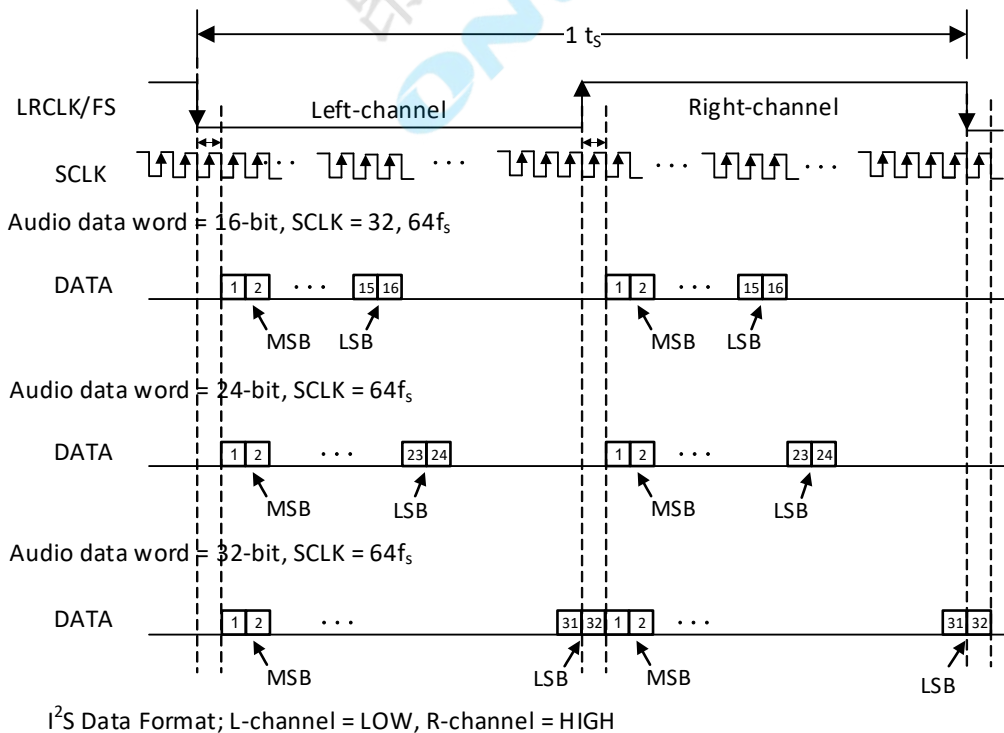 1 tS
LRCLK/FS
Left-channel
Right-channel
SCLK
Audio data word = 16-bit, SCLK = 32, 64fs
DATA
1 2 ··· 15 16 1 2 ··· 15 16
MSB LSB MSB LSB
Audio data word = 24-bit, SCLK = 64fs
DATA
1 2 ··· 23 24 1 2 ··· 23 24
MSB LSB MSB LSB
Audio data word = 32-bit, SCLK = 64fs
DATA
1 2 ··· 31 32 1 2 ··· 31 32
MSB LSB MSB LSB
I²S Data Format; L-channel = LOW, R-channel = HIGH